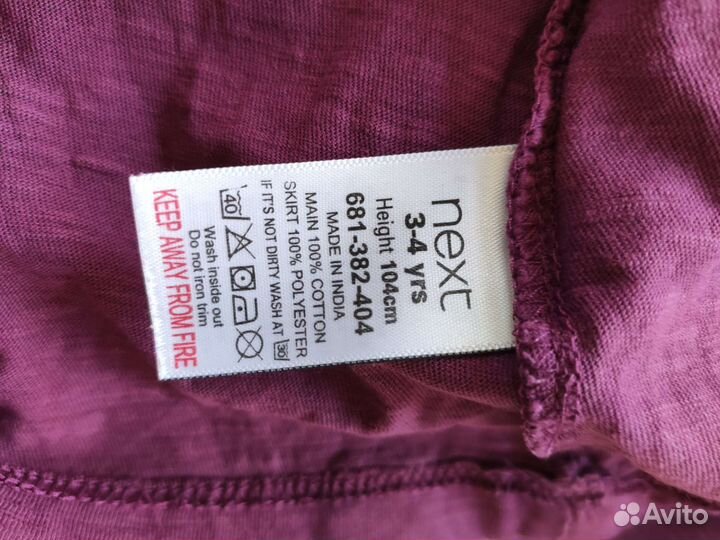 next
3-4 yrs
Height 104cm
681-382-404
MADE IN INDIA
MAIN 100% COTTON
SKIRT 100% POLYESTER
IF IT'S NOT DIRTY WASH AT 30
40
Wash inside out
Do not iron trim
KEEP AWAY FROM FIRE
Avito